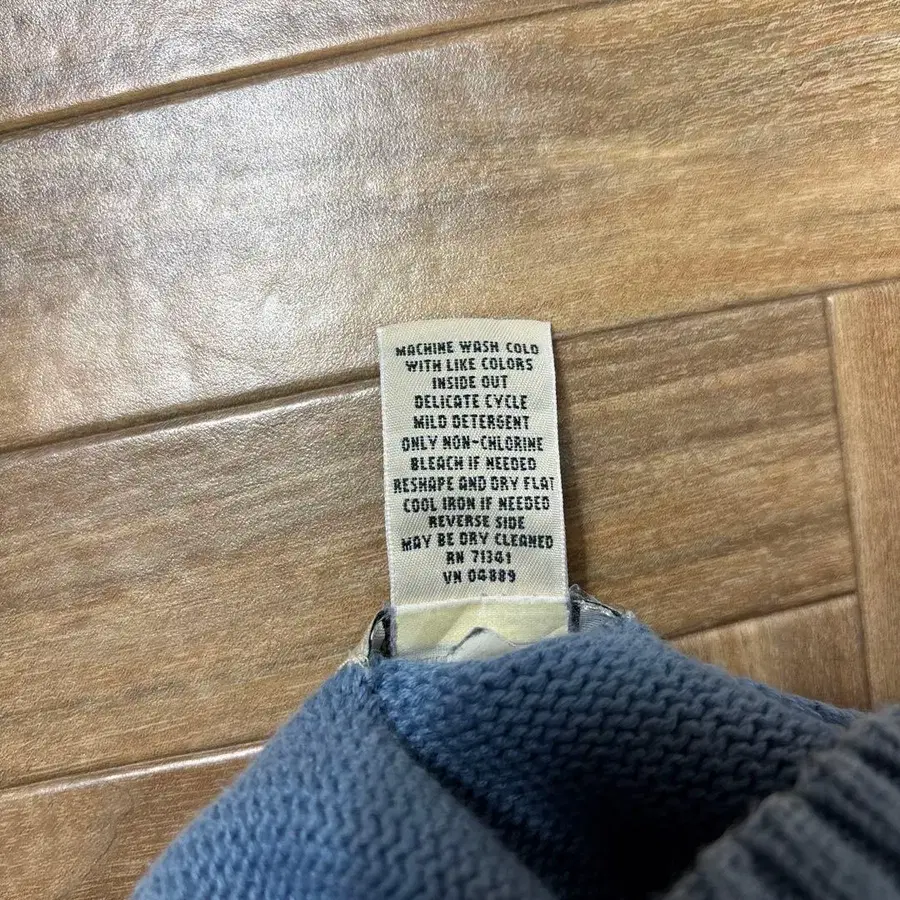 MACHINE WASH COLD
WITH LIKE COLORS
INSIDE OUT
DELICATE CYCLE
MILD DETERGENT
ONLY NON-CHLORINE
BLEACH IF NEEDED
RESHAPE AND DRY FLAT
COOL IRON IF NEEDED
REVERSE SIDE
MAY BE DRY CLEANED
RN 71341
VN 04889